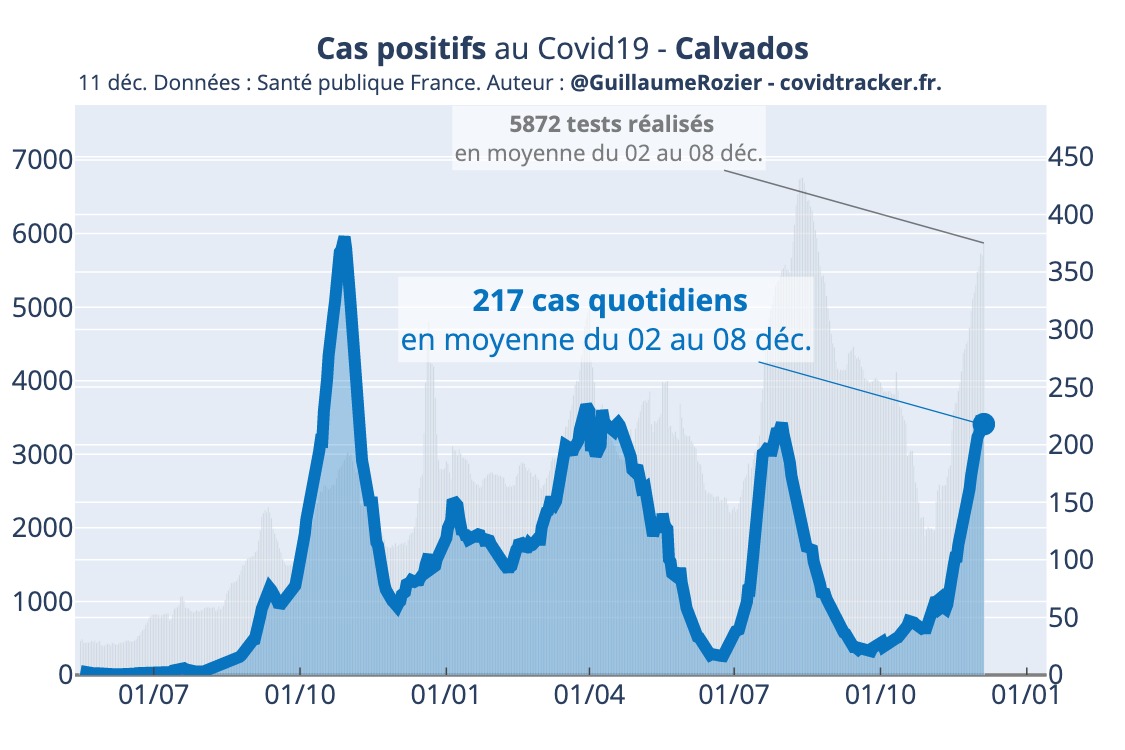 Cas positifs au Covid19 - Calvados
11 déc. Données : Santé publique France. Auteur : @GuillaumeRozier - covidtracker.fr.
5872 tests réalisés
en moyenne du 02 au 08 déc.
217 cas quotidiens
en moyenne du 02 au 08 déc.
7000
6000
5000
4000
3000
2000
1000
0
450
400
350
300
250
200
150
100
50
0
01/07 01/10 01/01 01/04 01/07 01/10 01/01